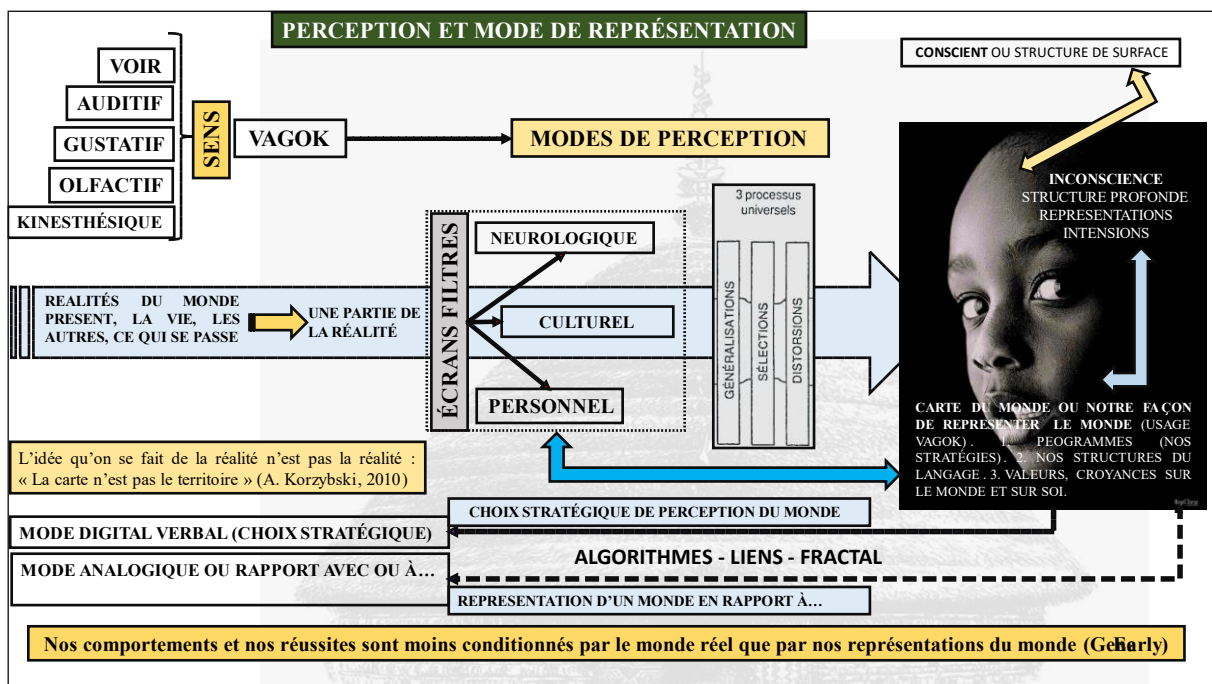 PERCEPTION ET MODE DE REPRÉSENTATION
CONSCIENT OU STRUCTURE DE SURFACE
VOIR
AUDITIF
GUSTATIF
OLFACTIF
KINESTHÉSIQUE
SENS
VAGOK
MODES DE PERCEPTION
INCONSCIENCE
STRUCTURE PROFONDE
REPRESENTATIONS
INTENSIONS
REALITÉS DU MONDE
PRESENT, LA VIE, LES
AUTRES, CE QUI SE PASSE
UNE PARTIE DE
LA RÉALITÉ
ÉCRANS FILTRES
NEUROLOGIQUE
CULTUREL
PERSONNEL
3 processus
universels
GÉNÉRALISATIONS
SÉLECTIONS
DISTORSIONS
CARTE DU MONDE OU NOTRE FAÇON
DE REPRESENTER LE MONDE (USAGE
VAGOK). 1. PEOGRAMMES (NOS
STRATÉGIES). 2. NOS STRUCTURES DU
LANGAGE. 3. VALEURS, CROYANCES SUR
LE MONDE ET SUR SOI.
L’idée qu’on se fait de la réalité n’est pas la réalité :
« La carte n’est pas le territoire » (A. Korzybski, 2010)
CHOIX STRATÉGIQUE DE PERCEPTION DU MONDE
MODE DIGITAL VERBAL (CHOIX STRATÉGIQUE)
ALGORITHMES - LIENS - FRACTAL
MODE ANALOGIQUE OU RAPPORT AVEC OU À…
REPRESENTATION D’UN MONDE EN RAPPORT À…
Nos comportements et nos réussites sont moins conditionnés par le monde réel que par nos représentations du monde (Gene Early)